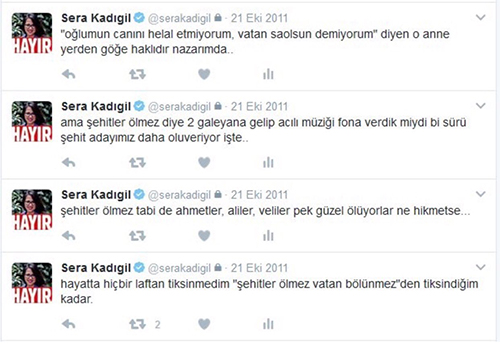 Sera Kadıgil @serakadigil · 21 Eki 2011
"oğlumun canını helal etmiyorum, vatan saolsun demiyorum" diyen o anne
yerden göğe haklıdır nazarımda..
HAYIR
Sera Kadıgil @serakadigil · 21 Eki 2011
ama şehitler ölmez diye 2 galeyana gelip acılı müziği fona verdik miydi bi sürü
şehit adayımız daha oluveriyor işte..
HAYIR
Sera Kadıgil @serakadigil · 21 Eki 2011
şehitler ölmez tabi de ahmetler, aliler, veliler pek güzel ölüyorlar ne hikmetse...
HAYIR
Sera Kadıgil @serakadigil · 21 Eki 2011
hayatta hiçbir laftan tiksinmedim "şehitler ölmez vatan bölünmez"den tiksindiğim
kadar.
HAYIR
2